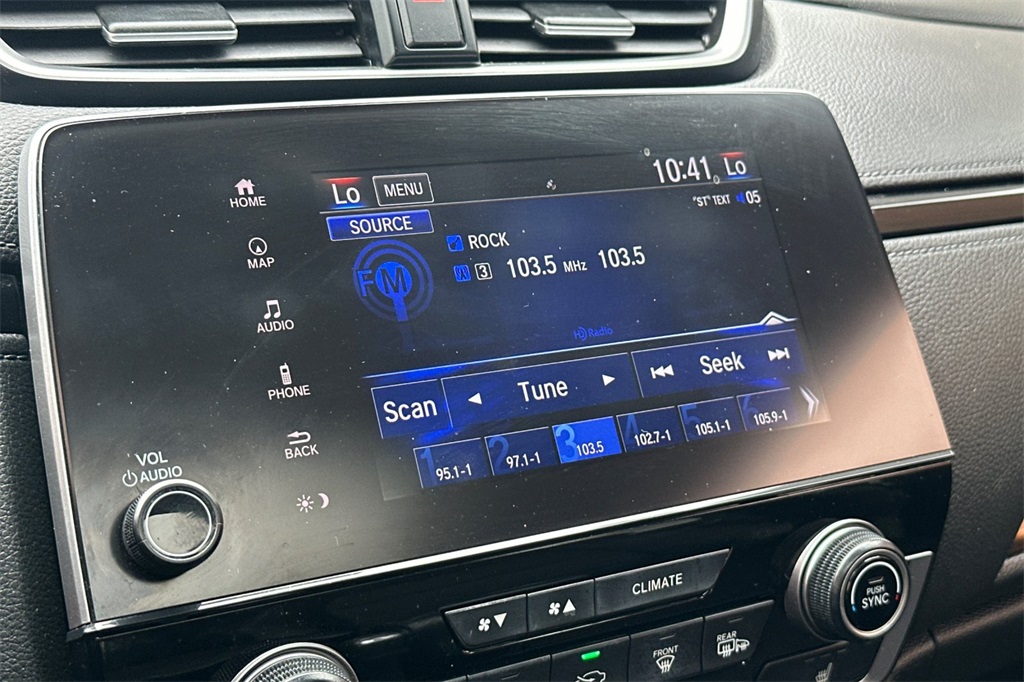 HOME
MAP
AUDIO
PHONE
BACK
VOL
AUDIO
Lo MENU 10:41 Lo
SOURCE "ST" TEXT 05
FM
ROCK
3 103.5 MHz 103.5
HD Radio
Scan Tune Seek
1 95.1-1
2 97.1-1
3 103.5
4 102.7-1
5 105.1-1
6 105.9-1
CLIMATE
PUSH
SYNC
FRONT
REAR